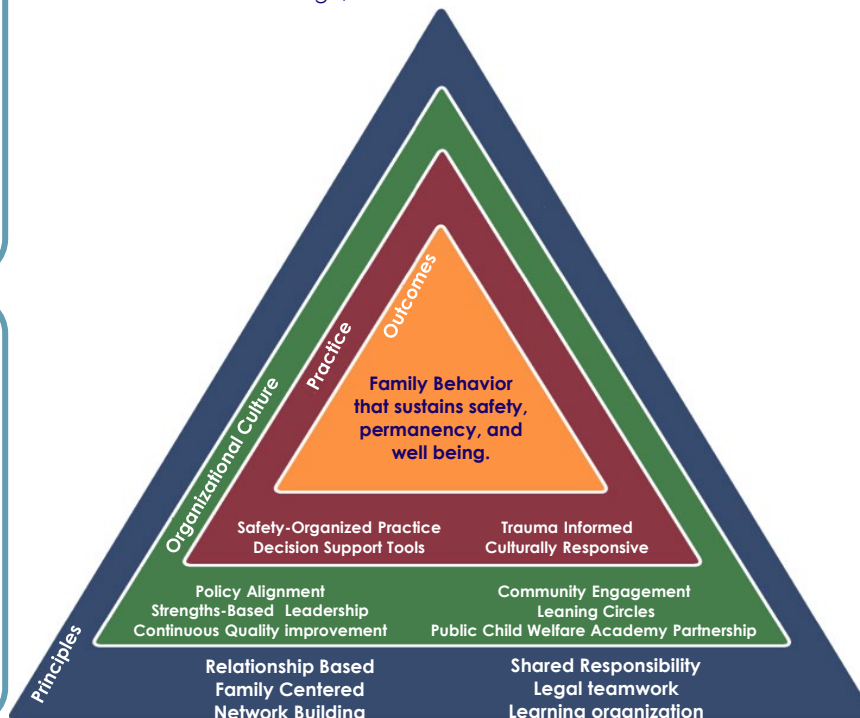 Outcomes
Family Behavior
that sustains safety,
permanency, and
well being.
Practice
Safety-Organized Practice
Decision Support Tools
Trauma Informed
Culturally Responsive
Organizational Culture
Policy Alignment
Strengths-Based Leadership
Continuous Quality improvement
Community Engagement
Leaning Circles
Public Child Welfare Academy Partnership
Principles
Relationship Based
Family Centered
Network Building
Shared Responsibility
Legal teamwork
Learning organization